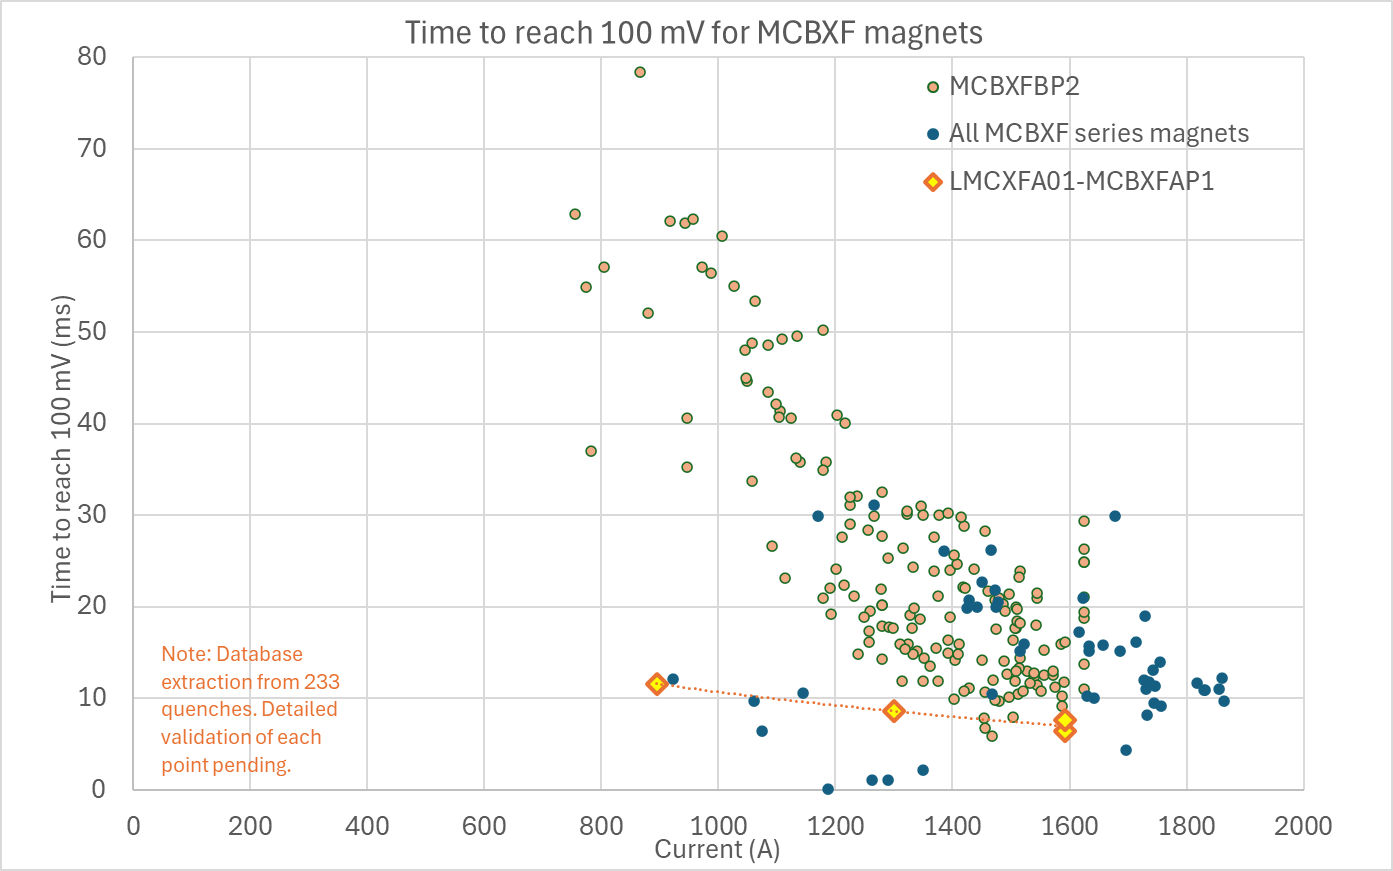 Time to reach 100 mV for MCBXF magnets
MCBXFBP2
All MCBXF series magnets
LMCXFA01-MCBXFAP1
80
70
60
50
40
30
20
10
0
Time to reach 100 mV (ms)
Note: Database
extraction from 233
quenches. Detailed
validation of each
point pending.
0 200 400 600 800 1000 1200 1400 1600 1800 2000
Current (A)